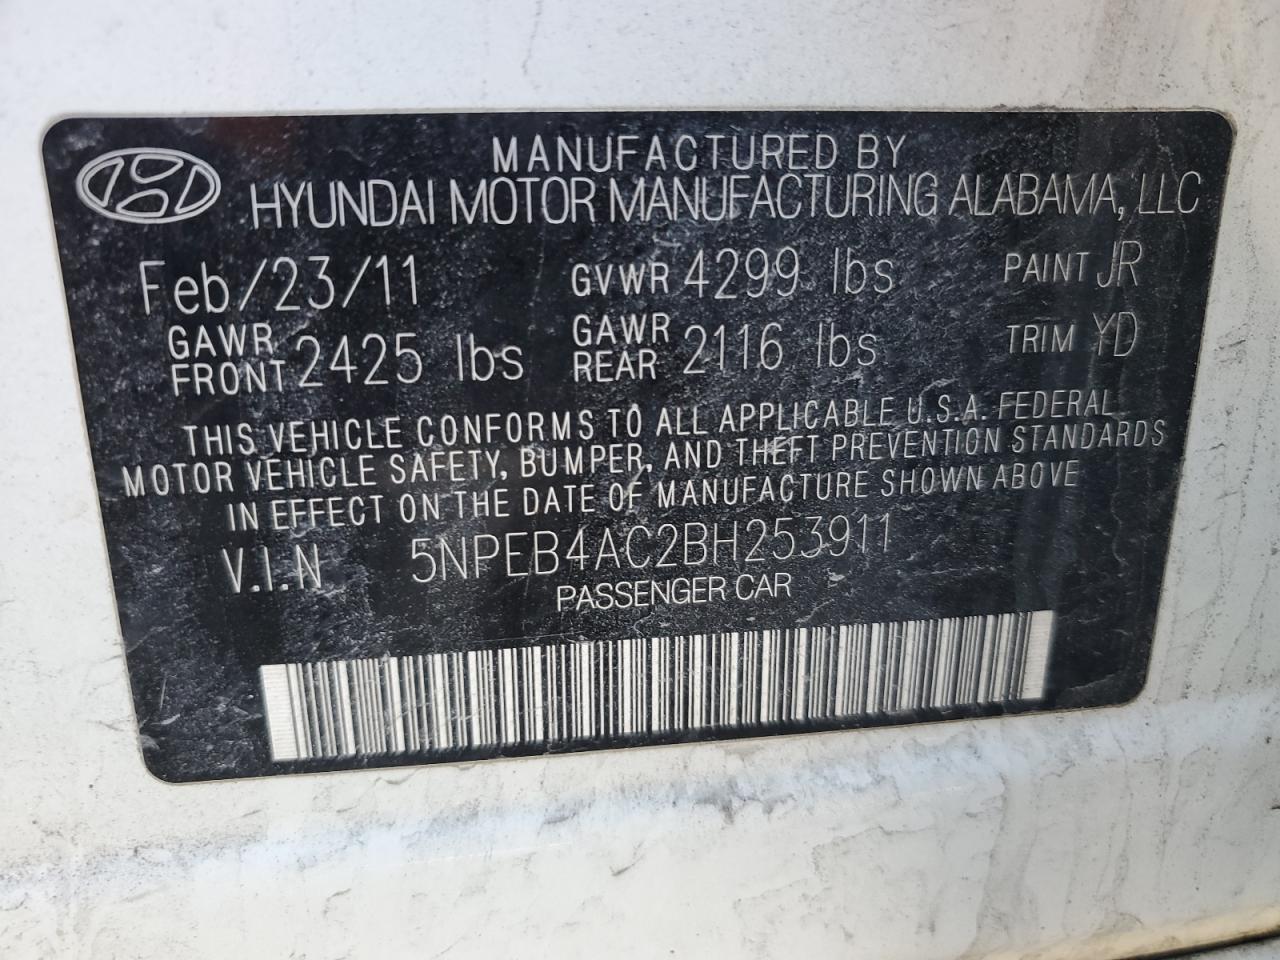 MANUFACTURED BY
HYUNDAI MOTOR MANUFACTURING ALABAMA, LLC
Feb/23/11 GVWR 4299 lbs PAINT JR
GAWR FRONT 2425 lbs GAWR REAR 2116 lbs TRIM YD
THIS VEHICLE CONFORMS TO ALL APPLICABLE U.S.A. FEDERAL
MOTOR VEHICLE SAFETY, BUMPER, AND THEFT PREVENTION STANDARDS
IN EFFECT ON THE DATE OF MANUFACTURE SHOWN ABOVE
V.I.N 5NPEB4AC2BH253911
PASSENGER CAR